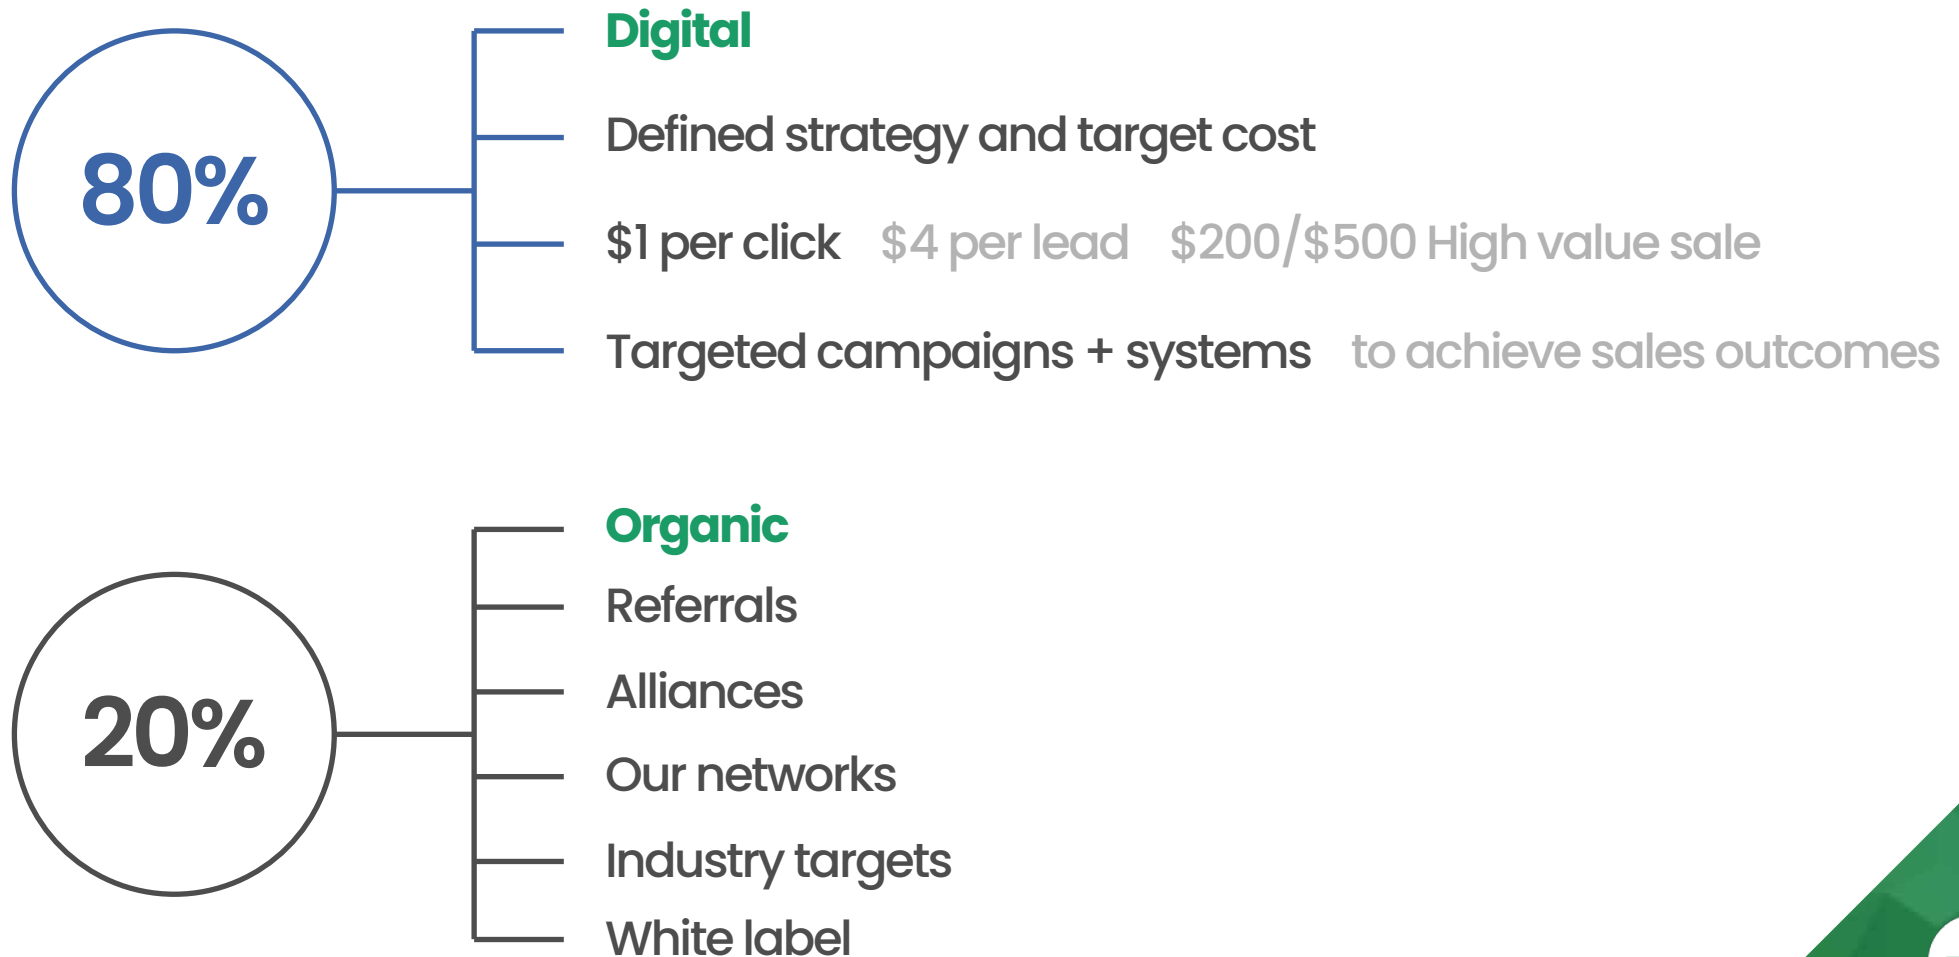 80%
Digital
Defined strategy and target cost
$1 per click $4 per lead $200/$500 High value sale
Targeted campaigns + systems to achieve sales outcomes
20%
Organic
Referrals
Alliances
Our networks
Industry targets
White label